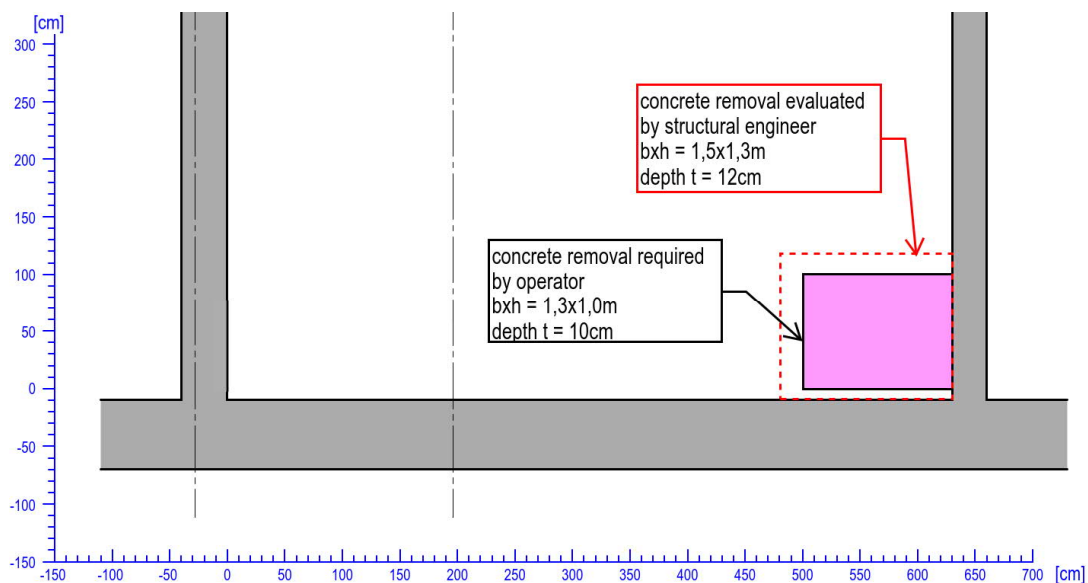 [cm]
300
250
200
150
100
50
0
-50
-100
-150
concrete removal evaluated
by structural engineer
bxh = 1,5x1,3m
depth t = 12cm
concrete removal required
by operator
bxh = 1,3x1,0m
depth t = 10cm
-150 -100 -50 0 50 100 150 200 250 300 350 400 450 500 550 600 650 700 [cm]